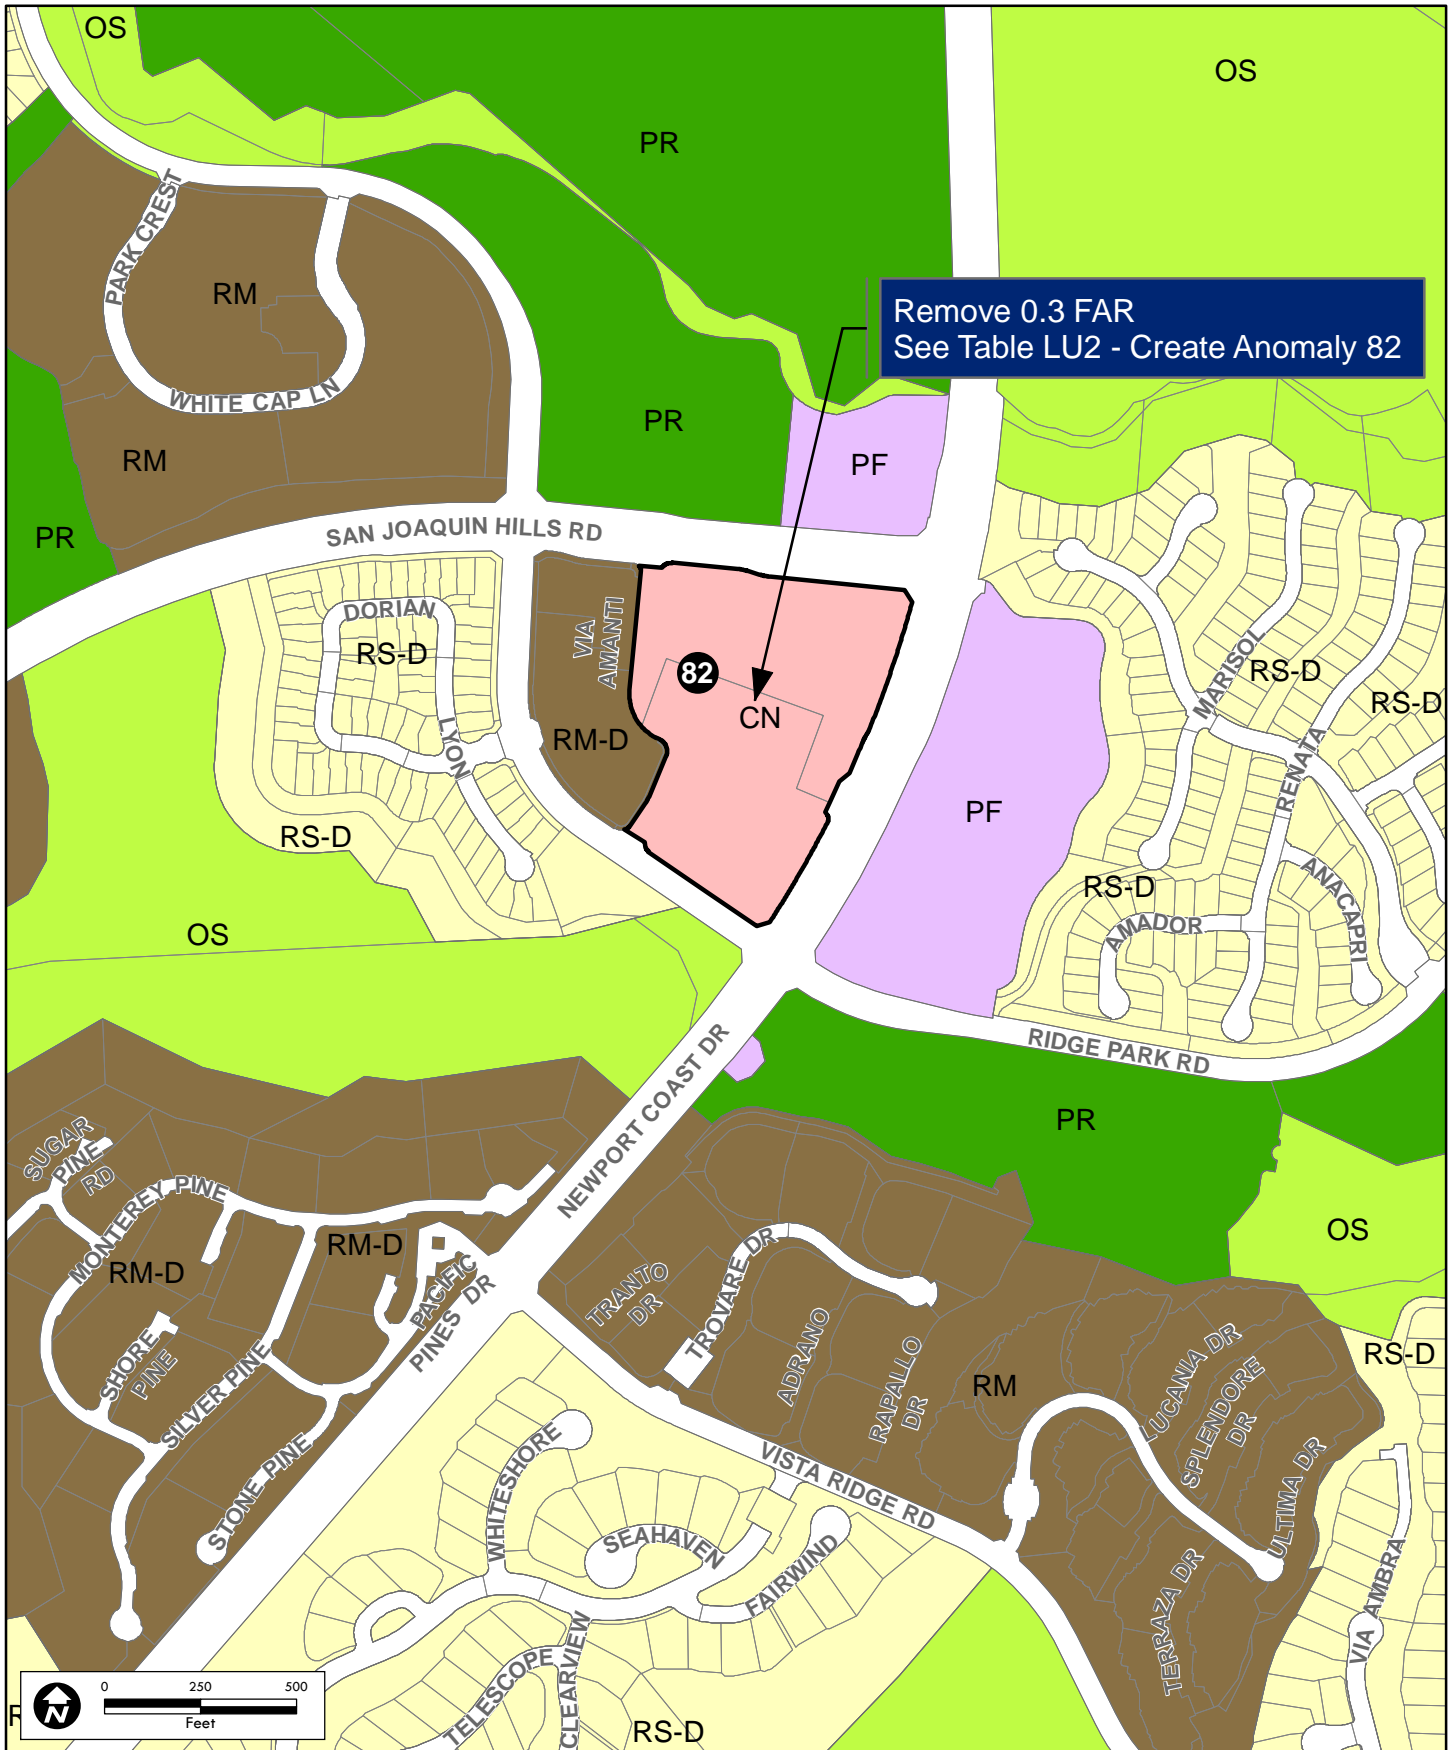 OS
OS
PR
PARK CREST
RM
Remove 0.3 FAR
See Table LU2 - Create Anomaly 82
WHITE CAP LN
PR
RM
PF
PR
SAN JOAQUIN HILLS RD
DORIAN
VIA
AMANTI
RS-D
82
MARISOL
RS-D
RS-D
CN
LYON
RM-D
RENATA
PF
RS-D
RS-D
ANACAPRI
AMADOR
OS
NEWPORT COAST DR
RIDGE PARK RD
PR
SUGAR
PINE
RD
MONTEREY PINE
RM-D
RM-D
OS
PACIFIC
PINES DR
TRANTO
DR
TROVARE DR
ADRANO
RAPALLO
DR
RM
LUCANIA DR
SPLENDORE
DR
RS-D
SHORE
PINE
SILVER PINE
STONE PINE
WHITESHORE
VISTA RIDGE RD
ULTIMA DR
SEAHAVEN
FAIRWIND
TERRAZA DR
VIA AMBRA
TELESCOPE
CLEARVIEW
RS-D
N
0 250 500
Feet